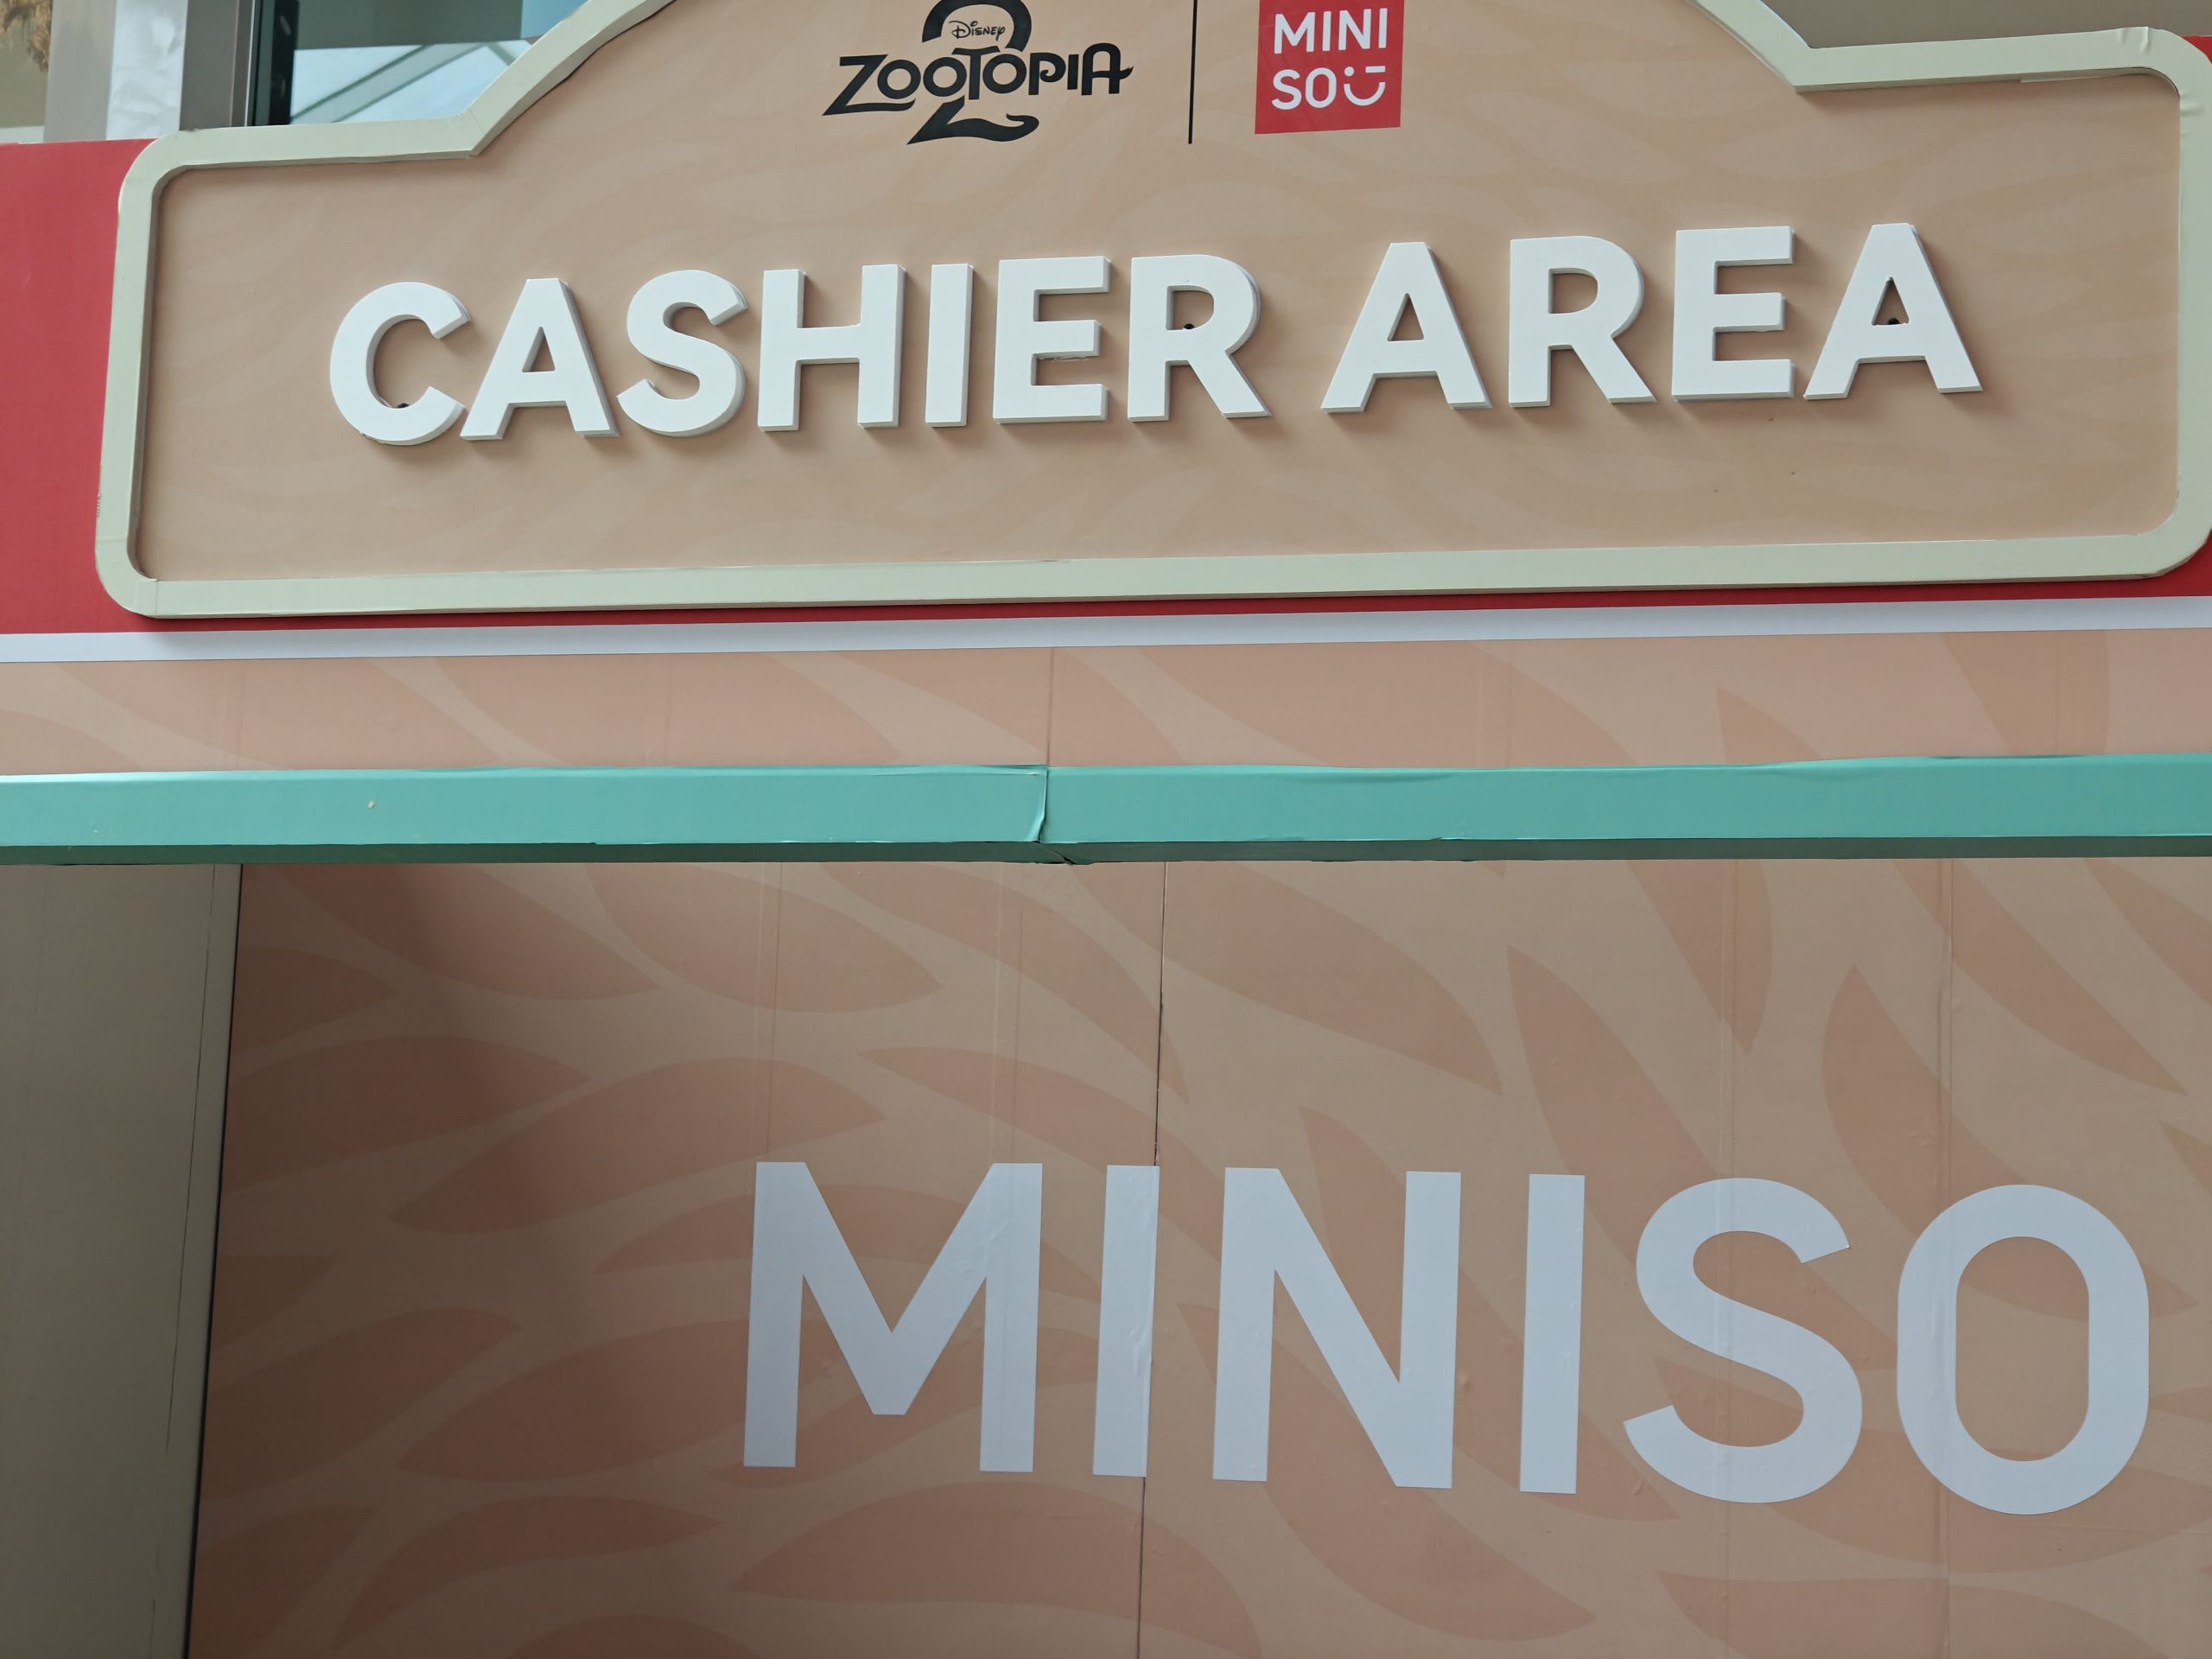 Disney
ZOOTOPIA
2
MINI
SO
CASHIER AREA
MINISO